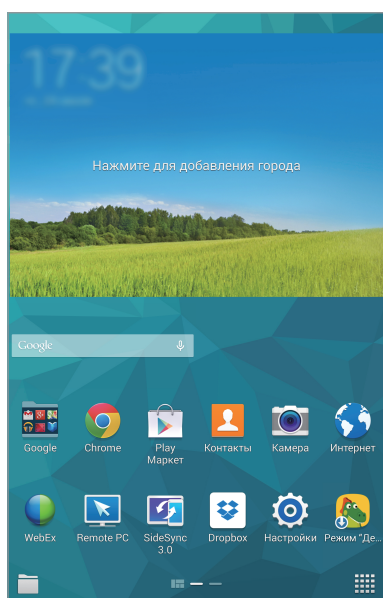 17:39
Нажмите для добавления города
Google
Google
Chrome
Play
Маркет
Контакты
Камера
Интернет
WebEx
Remote PC
SideSync
3.0
Dropbox
Настройки
Режим "Де...